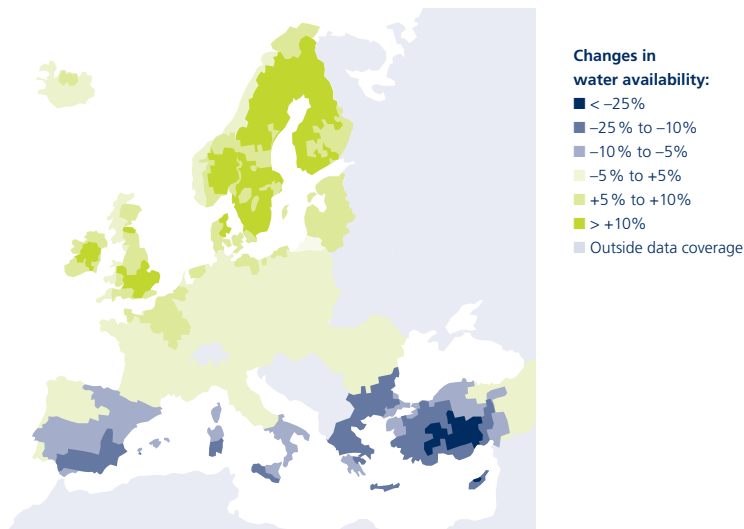 Changes in
water availability:
< –25%
–25% to –10%
–10% to –5%
–5% to +5%
+5% to +10%
> +10%
Outside data coverage